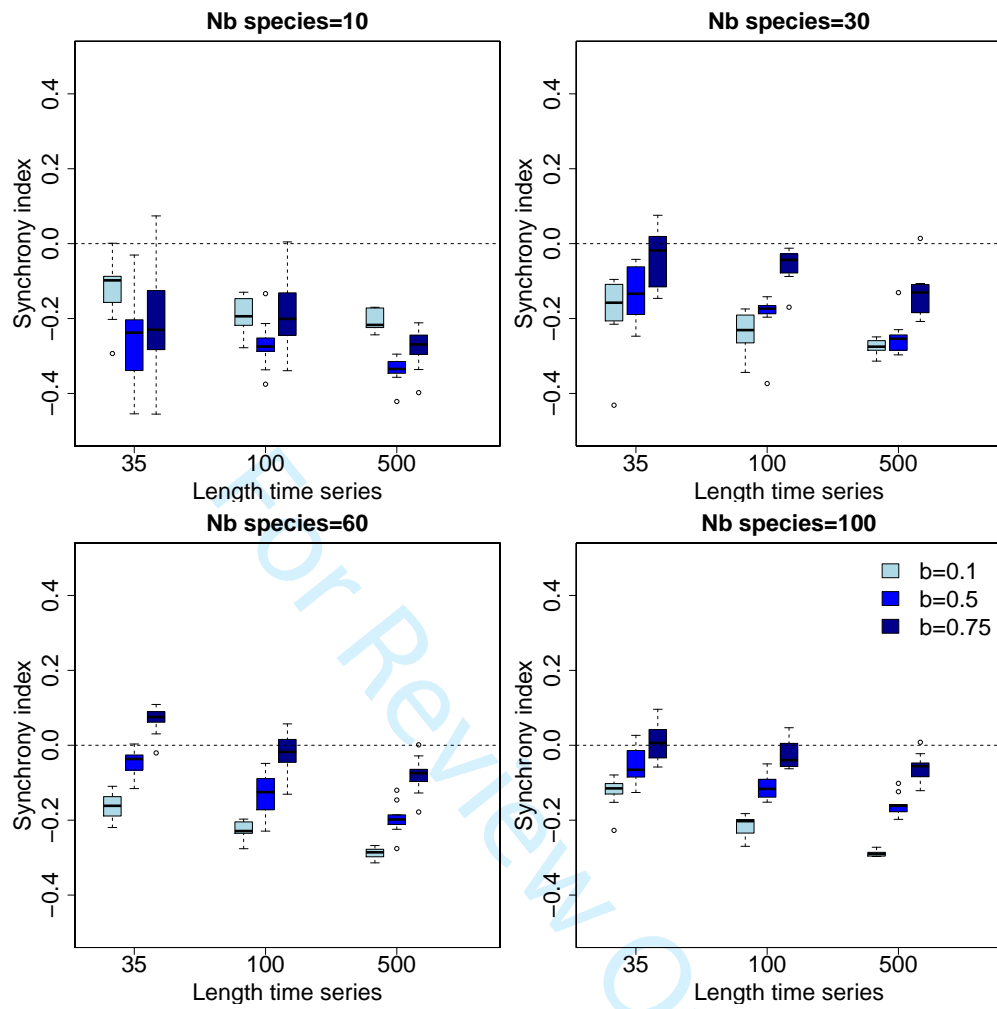 Nb species=10
Synchrony index
0.4
0.2
0.0
−0.2
−0.4
35 100 500
Length time series
Nb species=30
Synchrony index
0.4
0.2
0.0
−0.2
−0.4
35 100 500
Length time series
Nb species=60
Synchrony index
0.4
0.2
0.0
−0.2
−0.4
35 100 500
Length time series
Nb species=100
Synchrony index
0.4
0.2
0.0
−0.2
−0.4
b=0.1
b=0.5
b=0.75
35 100 500
Length time series
For Review